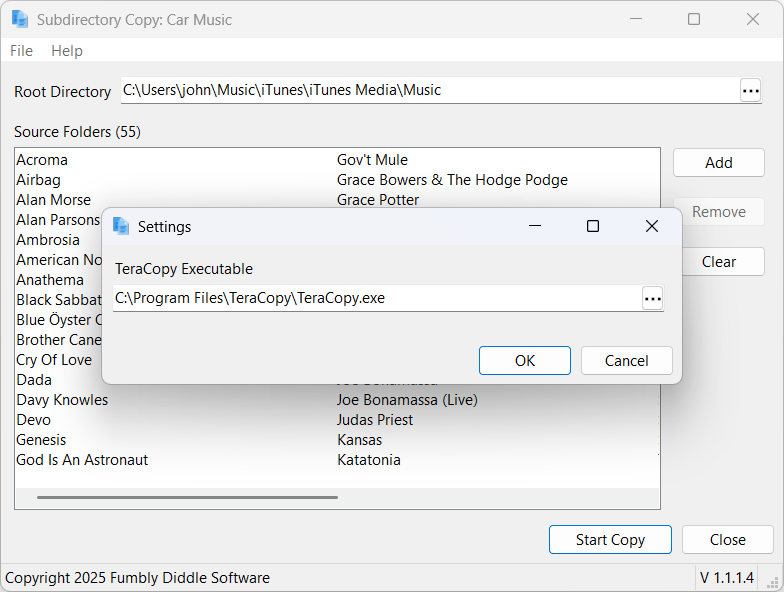 Subdirectory Copy: Car Music
File Help
Root Directory C:\Users\john\Music\iTunes\iTunes Media\Music ...
Source Folders (55)
Acroma Gov't Mule
Airbag Grace Bowers & The Hodge Podge
Alan Morse Grace Potter
Alan Parsons
Ambrosia
American No
Anathema
Black Sabbat
Blue Öyster C
Brother Cane
Cry Of Love
Dada Joe Bonamassa
Davy Knowles Joe Bonamassa (Live)
Devo Judas Priest
Genesis Kansas
God Is An Astronaut Katatonia
Add
Remove
Clear
Settings
TeraCopy Executable
C:\Program Files\TeraCopy\TeraCopy.exe ...
OK Cancel
Start Copy Close
Copyright 2025 Fumbly Diddle Software V 1.1.1.4